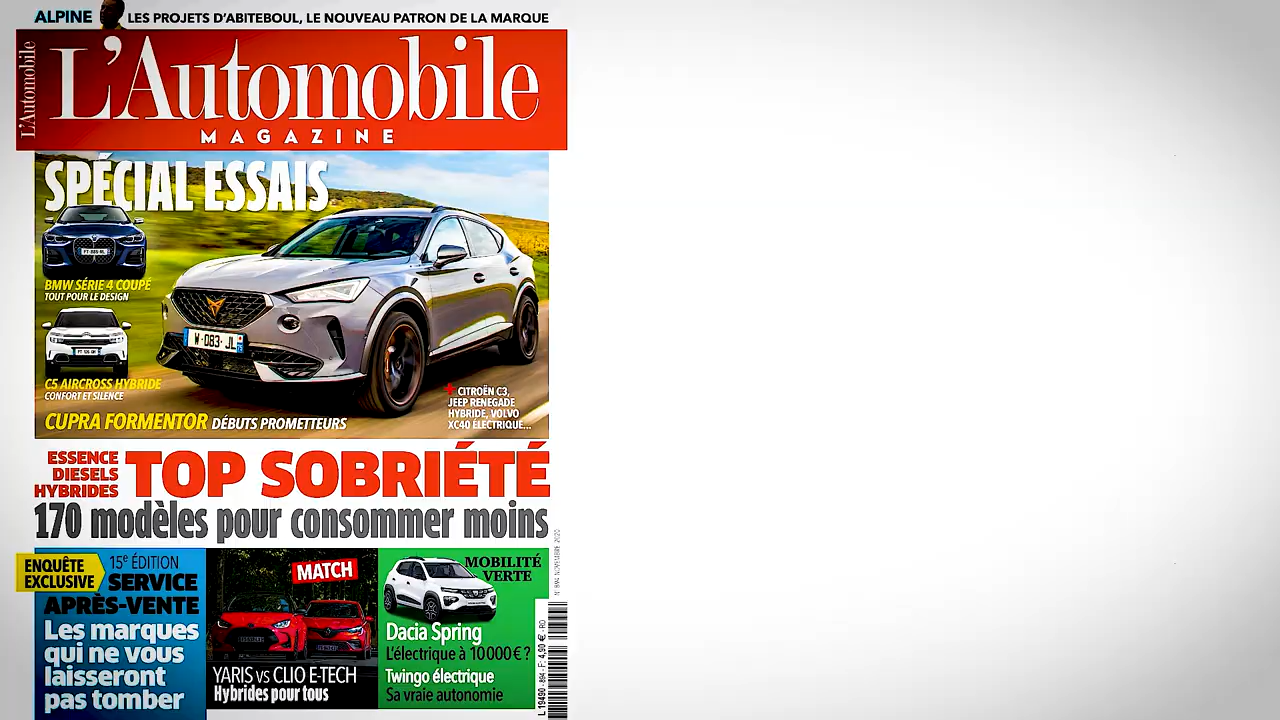 ALPINE LES PROJETS D'ABITEBOUL, LE NOUVEAU PATRON DE LA MARQUE
L'Automobile
L'Automobile
MAGAZINE
SPÉCIAL ESSAIS
BMW SÉRIE 4 COUPÉ
TOUT POUR LE DESIGN
C5 AIRCROSS HYBRIDE
CONFORT ET SILENCE
W-083-JL
CUPRA FORMENTOR DÉBUTS PROMETTEURS
+ CITROËN C3,
JEEP RENEGADE
HYBRIDE, VOLVO
XC40 ÉLECTRIQUE...
ESSENCE
DIESELS
HYBRIDES
TOP SOBRIÉTÉ
170 modèles pour consommer moins
ENQUÊTE
EXCLUSIVE
15e ÉDITION
SERVICE
APRÈS-VENTE
Les marques
qui ne vous
laisseront
pas tomber
MATCH
YARIS VS CLIO E-TECH
Hybrides pour tous
MOBILITÉ
VERTE
Dacia Spring
L'électrique à 10 000 € ?
Twingo électrique
Sa vraie autonomie
L 19490 - 894 - F: 4,90 € - RD